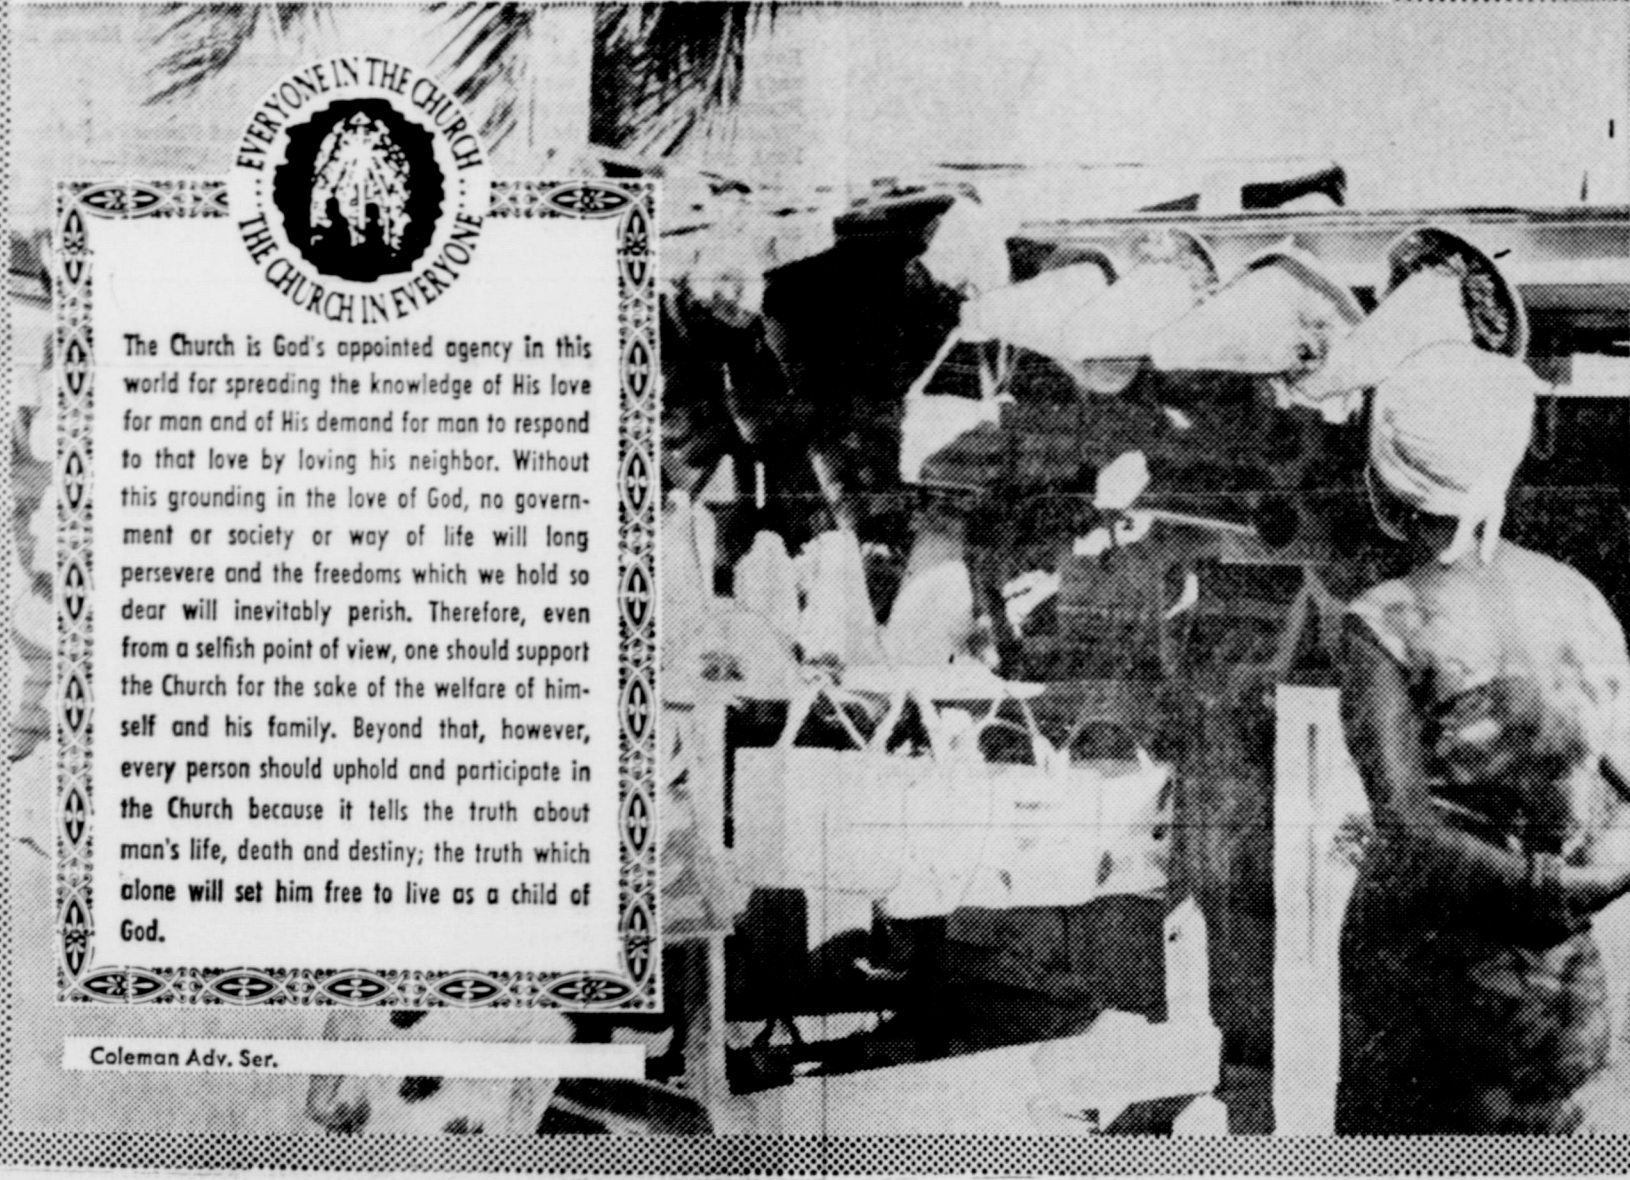 EVERYONE IN THE CHURCH
THE CHURCH IN EVERYONE
The Church is God's appointed agency in this
world for spreading the knowledge of His love
for man and of His demand for man to respond
to that love by loving his neighbor. Without
this grounding in the love of God, no govern-
ment or society or way of life will long
persevere and the freedoms which we hold so
dear will inevitably perish. Therefore, even
from a selfish point of view, one should support
the Church for the sake of the welfare of him-
self and his family. Beyond that, however,
every person should uphold and participate in
the Church because it tells the truth about
man's life, death and destiny; the truth which
alone will set him free to live as a child of
God.
Coleman Adv. Ser.